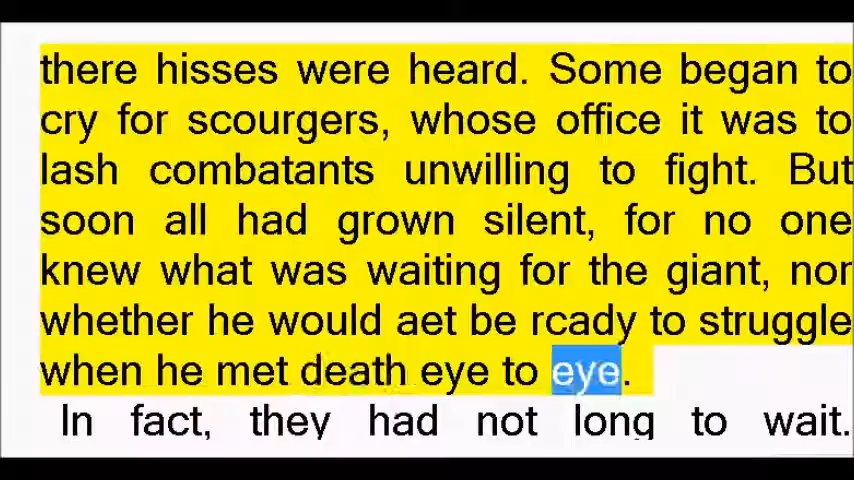 there hisses were heard. Some began to
cry for scourgers, whose office it was to
lash combatants unwilling to fight. But
soon all had grown silent, for no one
knew what was waiting for the giant, nor
whether he would aet be rcady to struggle
when he met death eye to eye.
In fact, they had not long to wait.